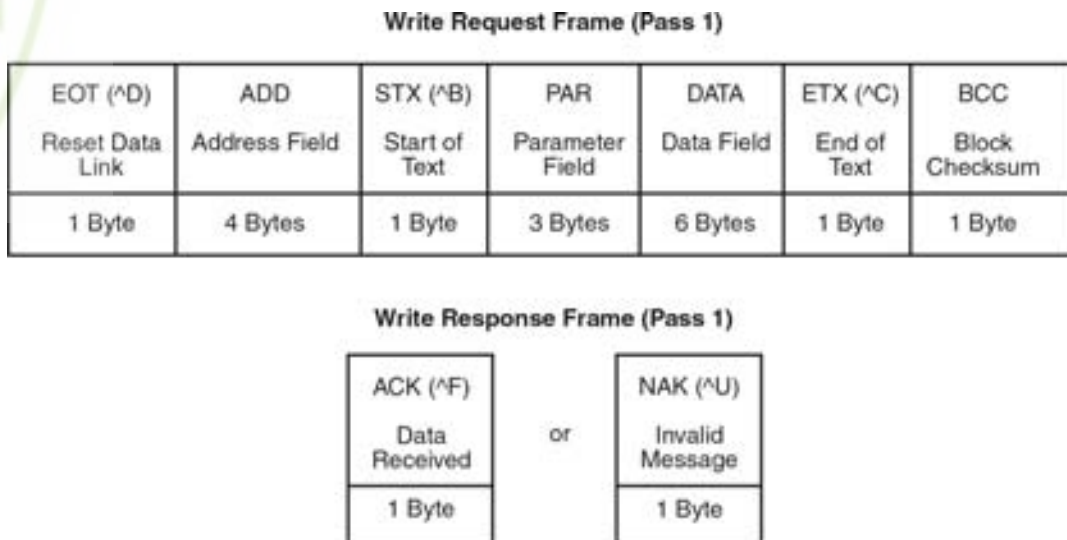 Write Request Frame (Pass 1)
EOT (^D) ADD STX (^B) PAR DATA ETX (^C) BCC
Reset Data Address Field Start of Parameter Data Field End of Block
Link Text Field Text Checksum
1 Byte 4 Bytes 1 Byte 3 Bytes 6 Bytes 1 Byte 1 Byte
Write Response Frame (Pass 1)
ACK (^F) NAK (^U)
Data or Invalid
Received Message
1 Byte 1 Byte